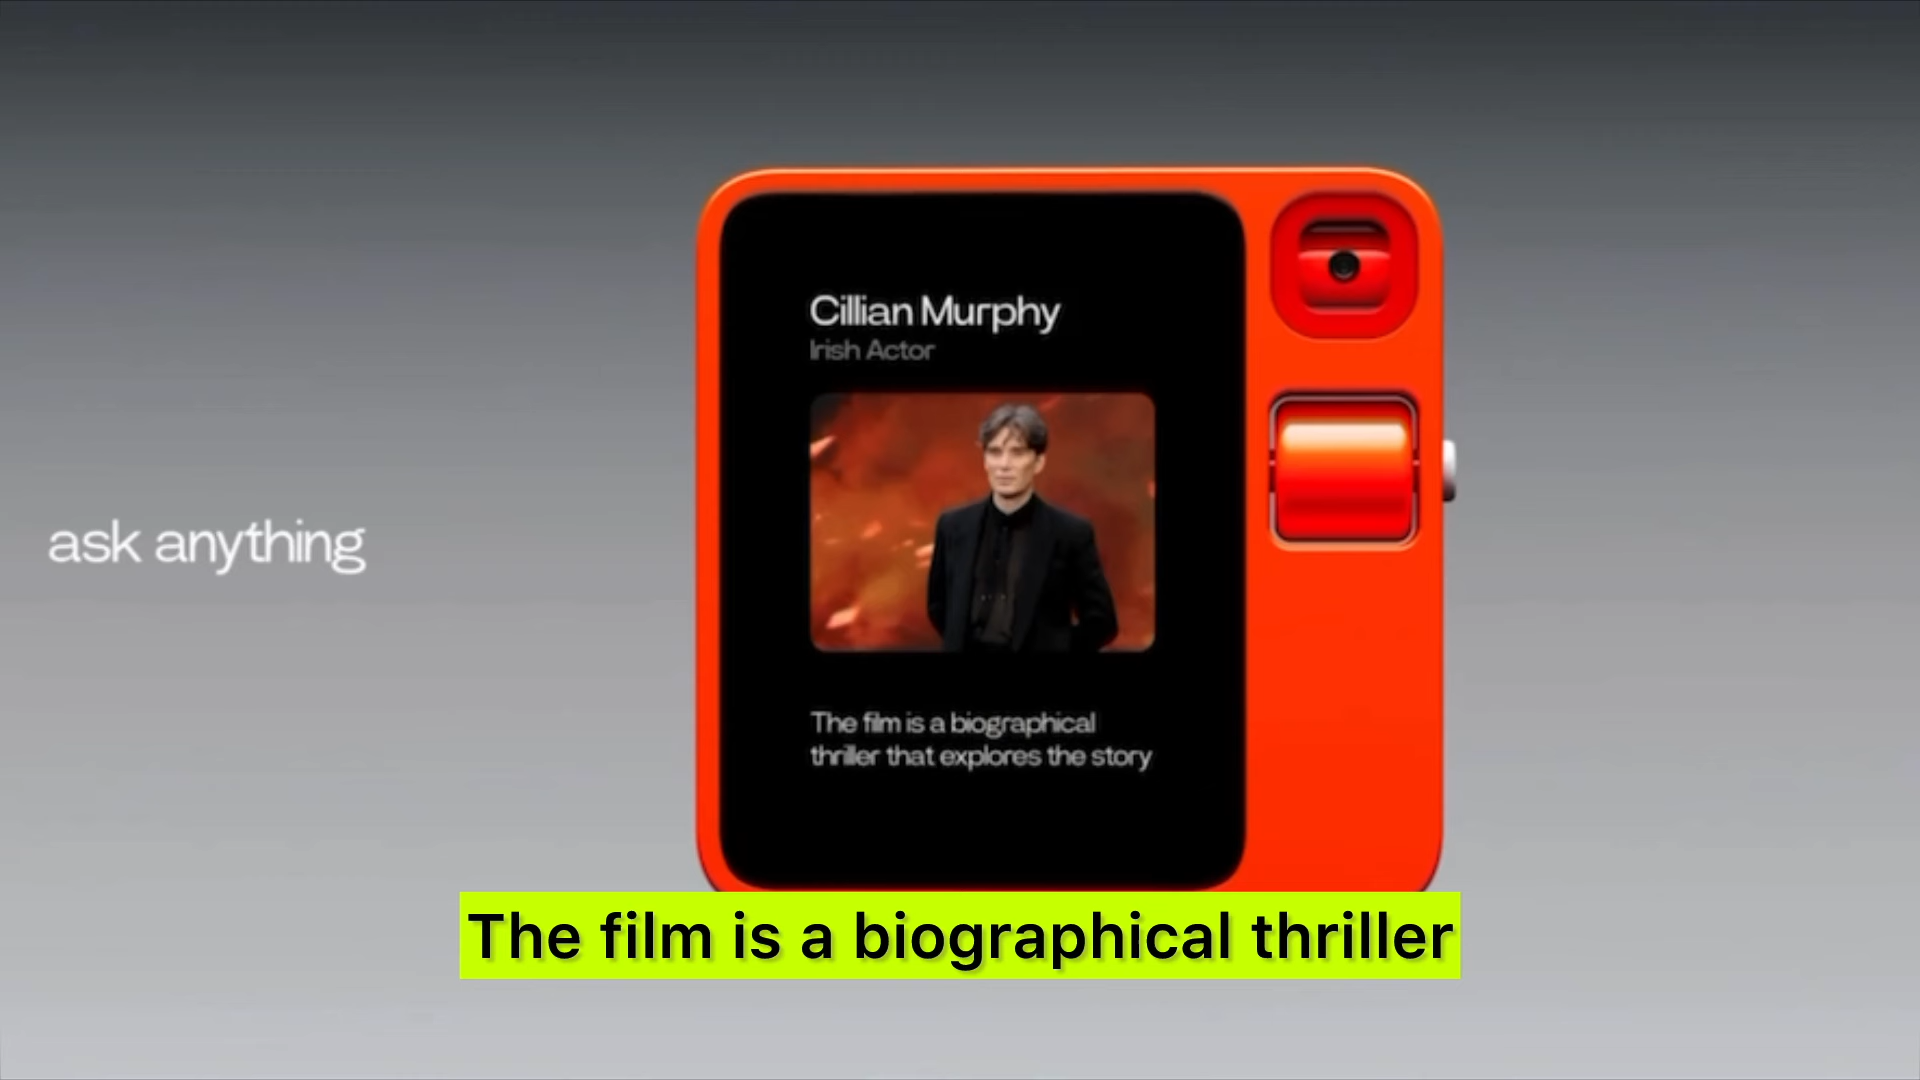 Cillian Murphy
Irish Actor
ask anything
The film is a biographical
thriller that explores the story
The film is a biographical thriller